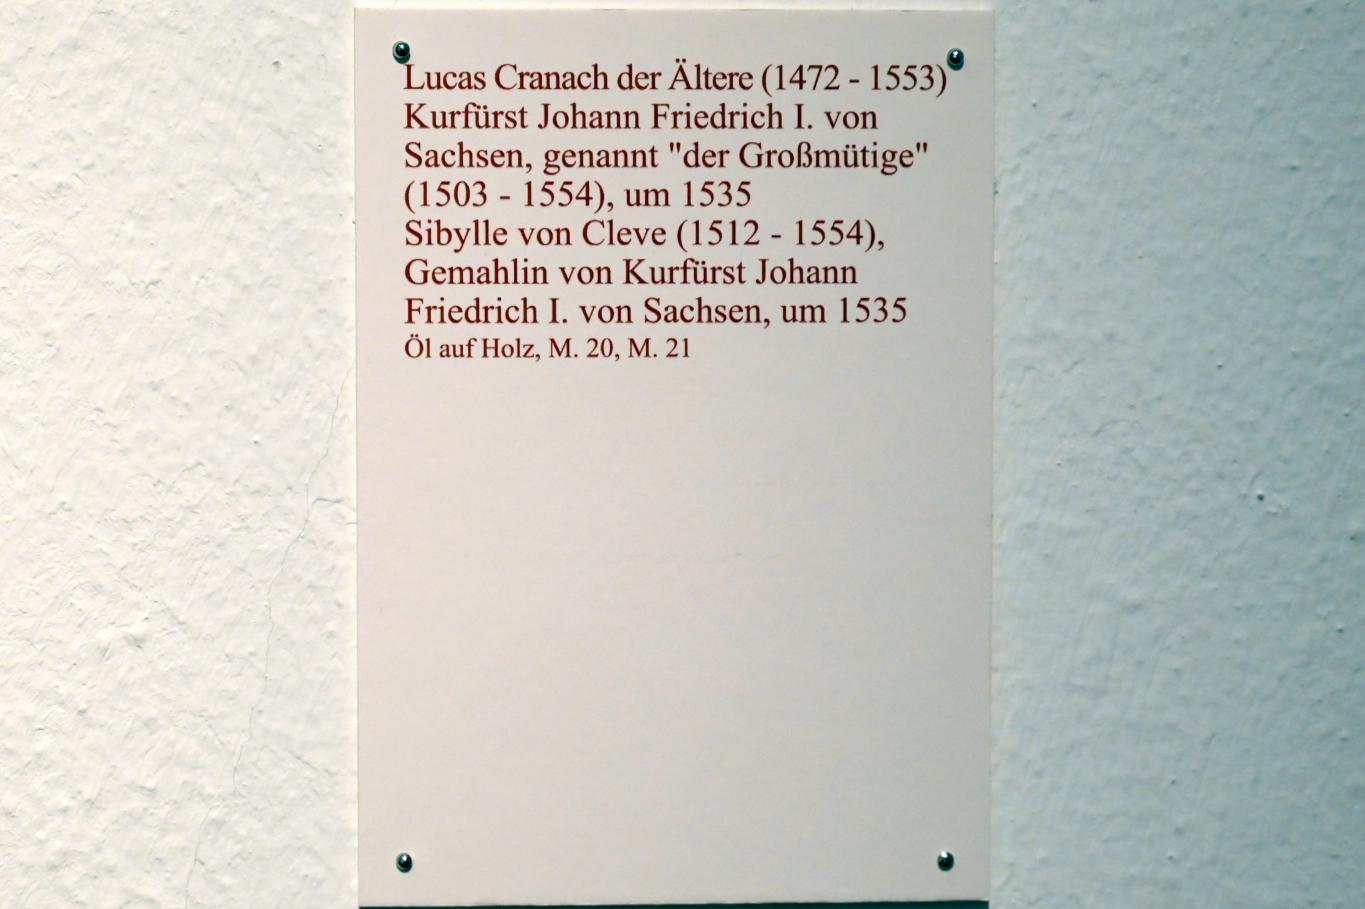 Lucas Cranach der Ältere (1472 - 1553)
Kurfürst Johann Friedrich I. von
Sachsen, genannt "der Großmütige"
(1503 - 1554), um 1535
Sibylle von Cleve (1512 - 1554),
Gemahlin von Kurfürst Johann
Friedrich I. von Sachsen, um 1535
Öl auf Holz, M. 20, M. 21